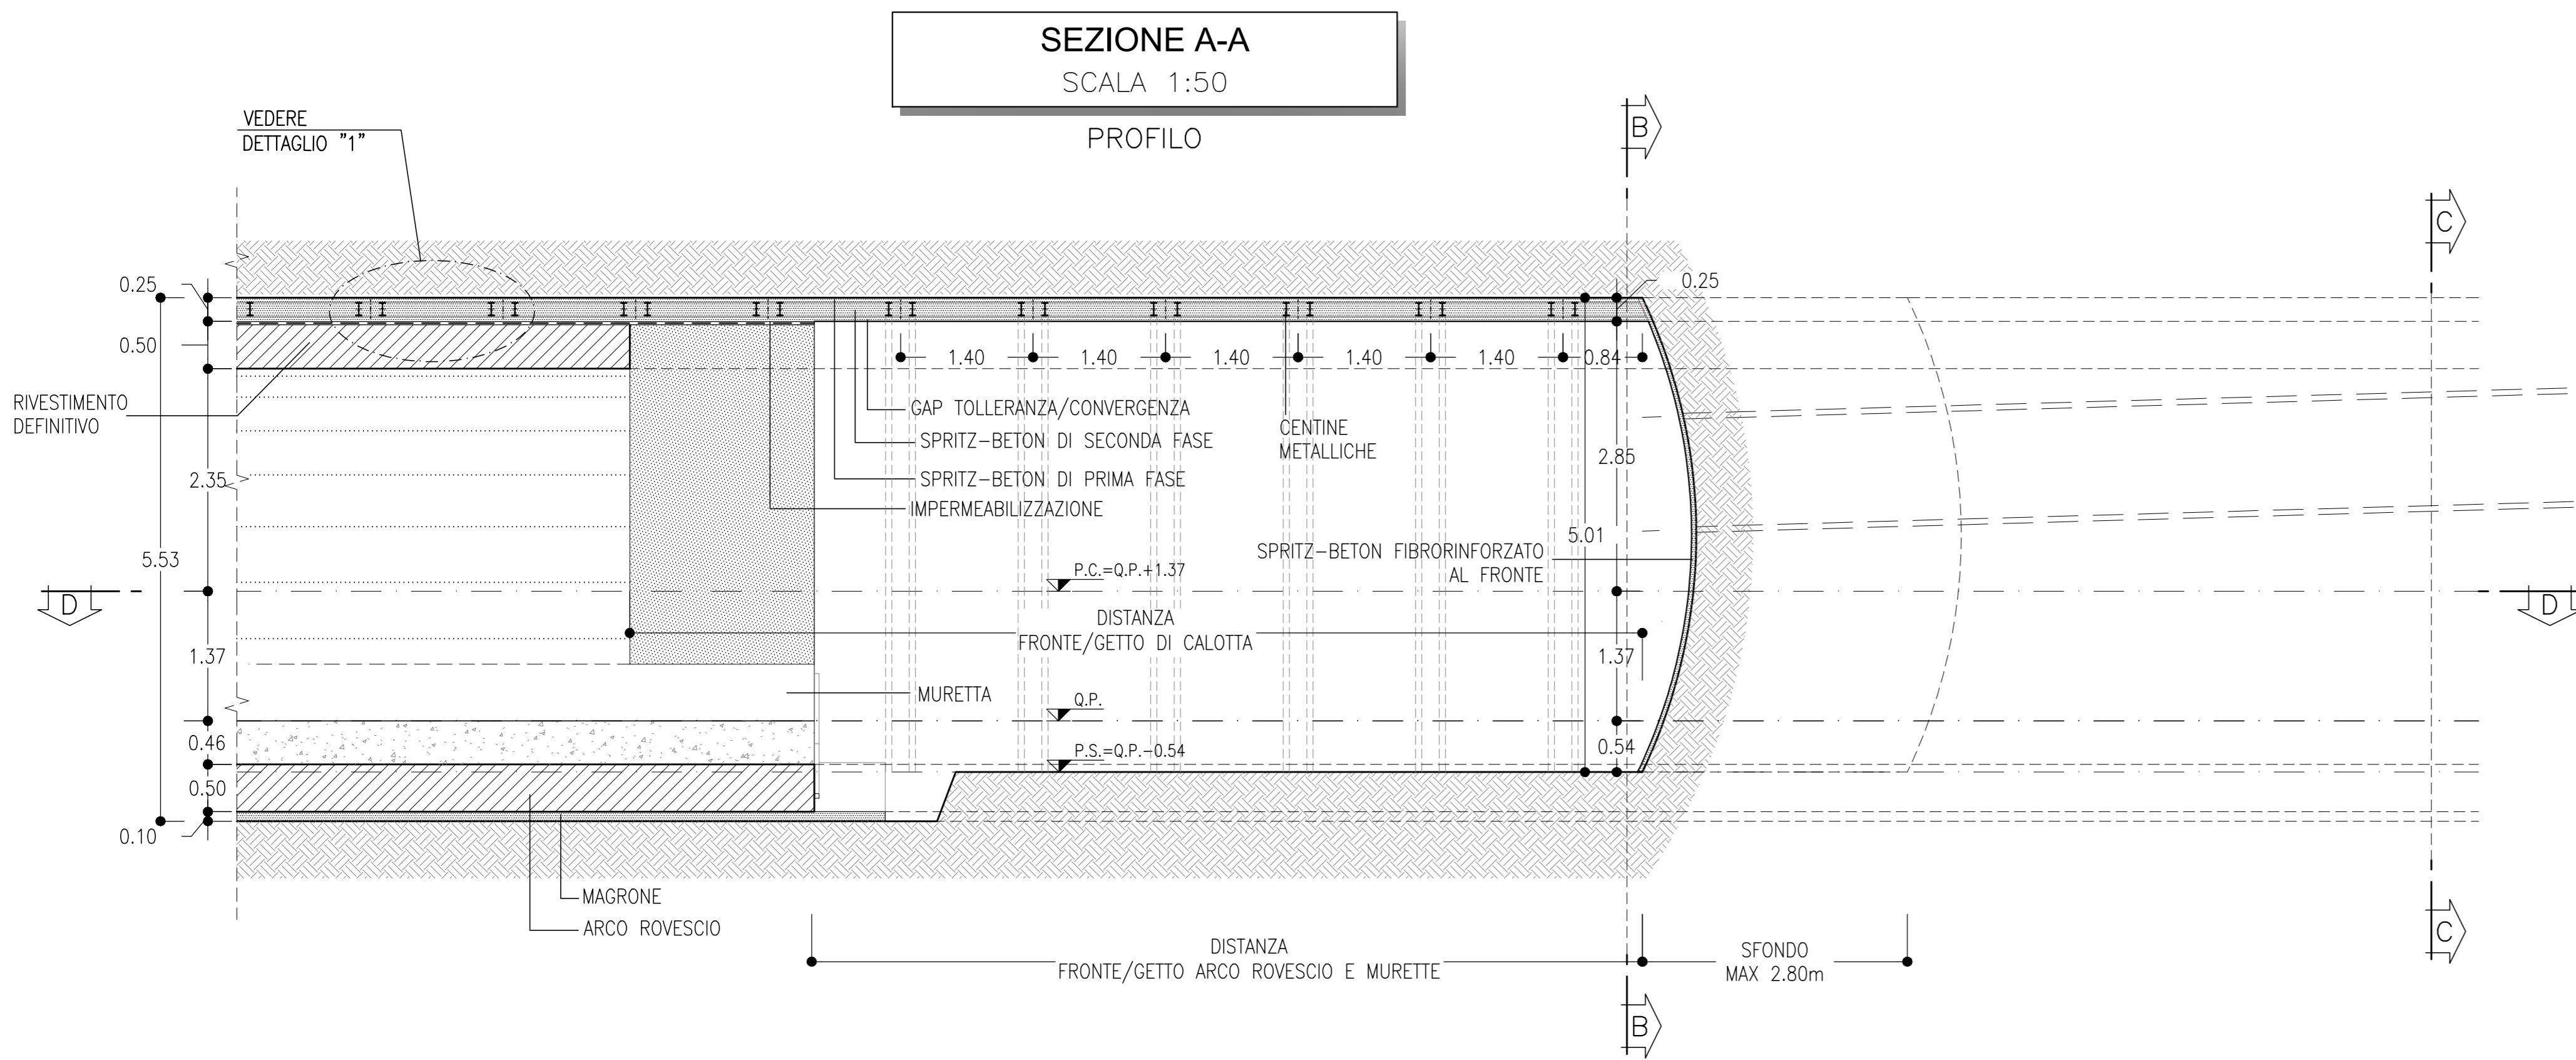 SEZIONE A-A
SCALA 1:50
PROFILO
VEDERE
DETTAGLIO "1"
B
C
0.25
0.25
0.50
1.40
1.40
1.40
1.40
1.40
0.84
RIVESTIMENTO
DEFINITIVO
GAP TOLLERANZA/CONVERGENZA
SPRITZ-BETON DI SECONDA FASE
SPRITZ-BETON DI PRIMA FASE
IMPERMEABILIZZAZIONE
CENTINE
METALLICHE
2.85
2.35
5.01
5.53
SPRITZ-BETON FIBRORINFORZATO
AL FRONTE
P.C.=Q.P.+1.37
D
D
DISTANZA
FRONTE/GETTO DI CALOTTA
1.37
1.37
MURETTA
Q.P.
0.46
P.S.=Q.P.-0.54
0.54
0.50
0.10
MAGRONE
ARCO ROVESCIO
C
DISTANZA
FRONTE/GETTO ARCO ROVESCIO E MURETTE
SFONDO
MAX 2.80m
B